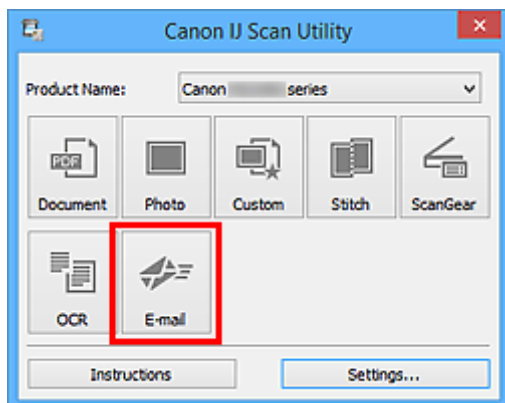 Canon IJ Scan Utility
Product Name: Canon series
PDF
Document Photo Custom Stitch ScanGear
OCR E-mail
Instructions Settings...